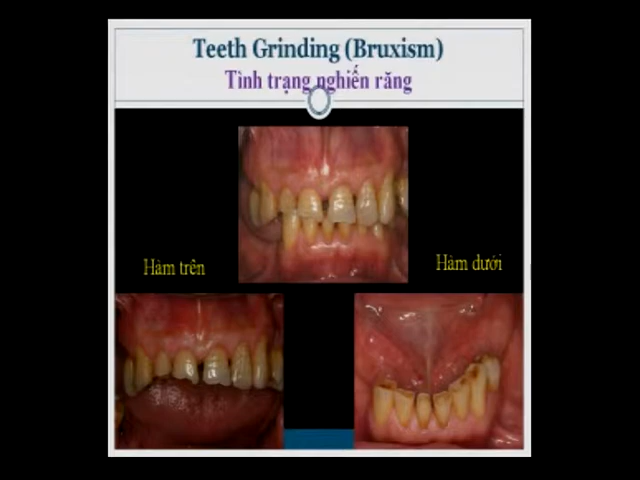 Teeth Grinding (Bruxism)
Tình trạng nghiến răng
Hàm trên
Hàm dưới